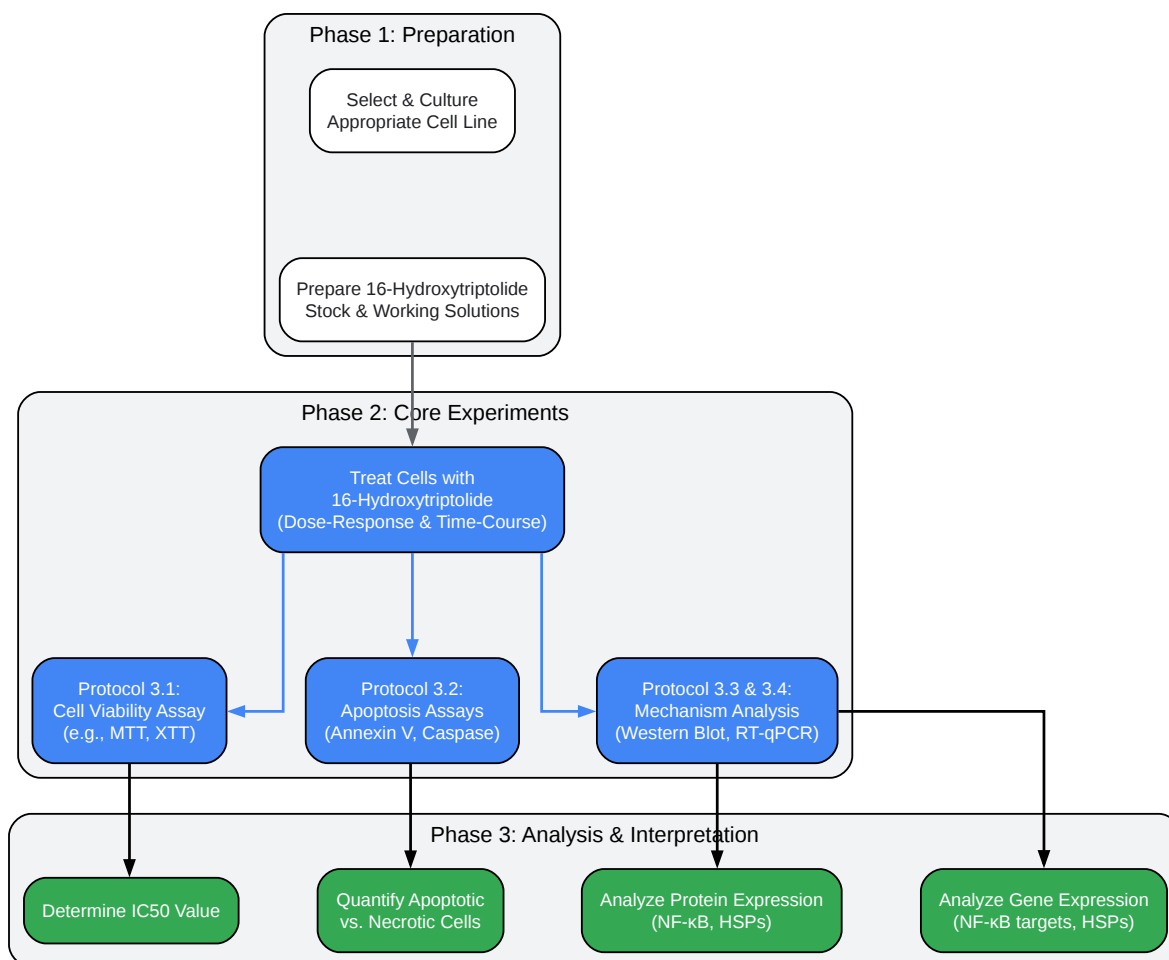 Phase 1: Preparation
Select & Culture
Appropriate Cell Line
Prepare 16-Hydroxytriptolide
Stock & Working Solutions
Phase 2: Core Experiments
Treat Cells with
16-Hydroxytriptolide
(Dose-Response & Time-Course)
Protocol 3.1:
Cell Viability Assay
(e.g., MTT, XTT)
Protocol 3.2:
Apoptosis Assays
(Annexin V, Caspase)
Protocol 3.3 & 3.4:
Mechanism Analysis
(Western Blot, RT-qPCR)
Phase 3: Analysis & Interpretation
Determine IC50 Value
Quantify Apoptotic
vs. Necrotic Cells
Analyze Protein Expression
(NF-κB, HSPs)
Analyze Gene Expression
(NF-κB targets, HSPs)